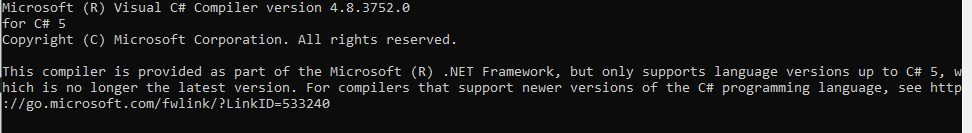 Microsoft (R) Visual C# Compiler version 4.8.3752.0
for C# 5
Copyright (C) Microsoft Corporation. All rights reserved.

This compiler is provided as part of the Microsoft (R) .NET Framework, but only supports language versions up to C# 5, w
hich is no longer the latest version. For compilers that support newer versions of the C# programming language, see http
://go.microsoft.com/fwlink/?LinkID=533240